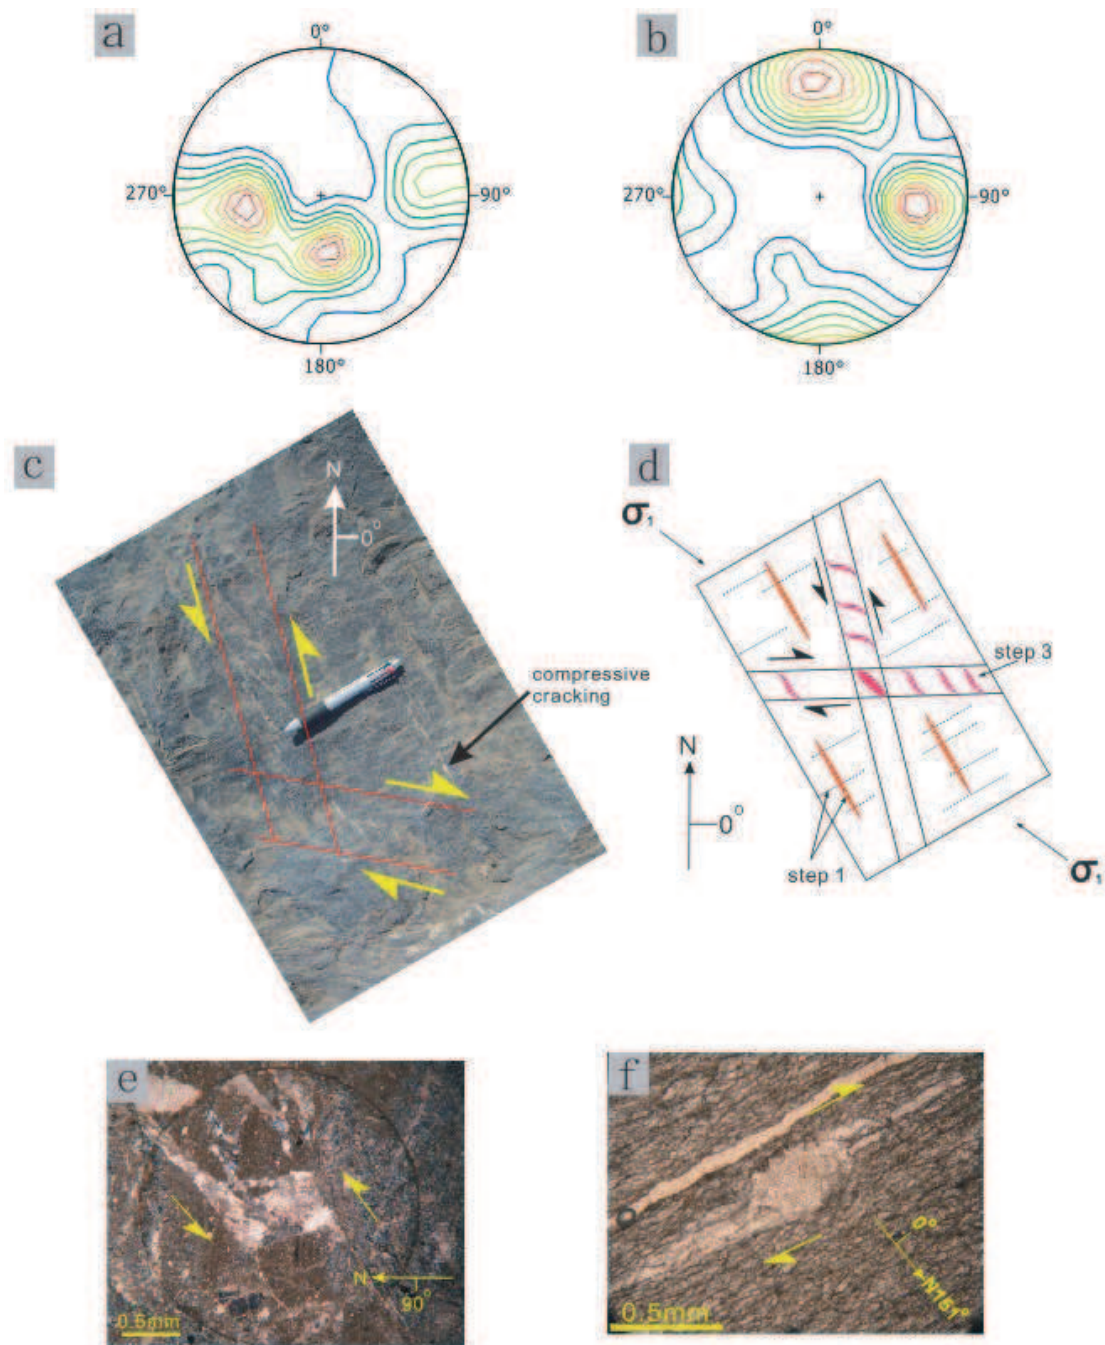 a
b
0°
0°
270°
90°
270°
90°
180°
180°
c
N
0°
compressive
cracking
d
σ₁
step 3
N
0°
step 1
σ₁
e
N
90°
0.5mm
f
0°
N151°
0.5mm